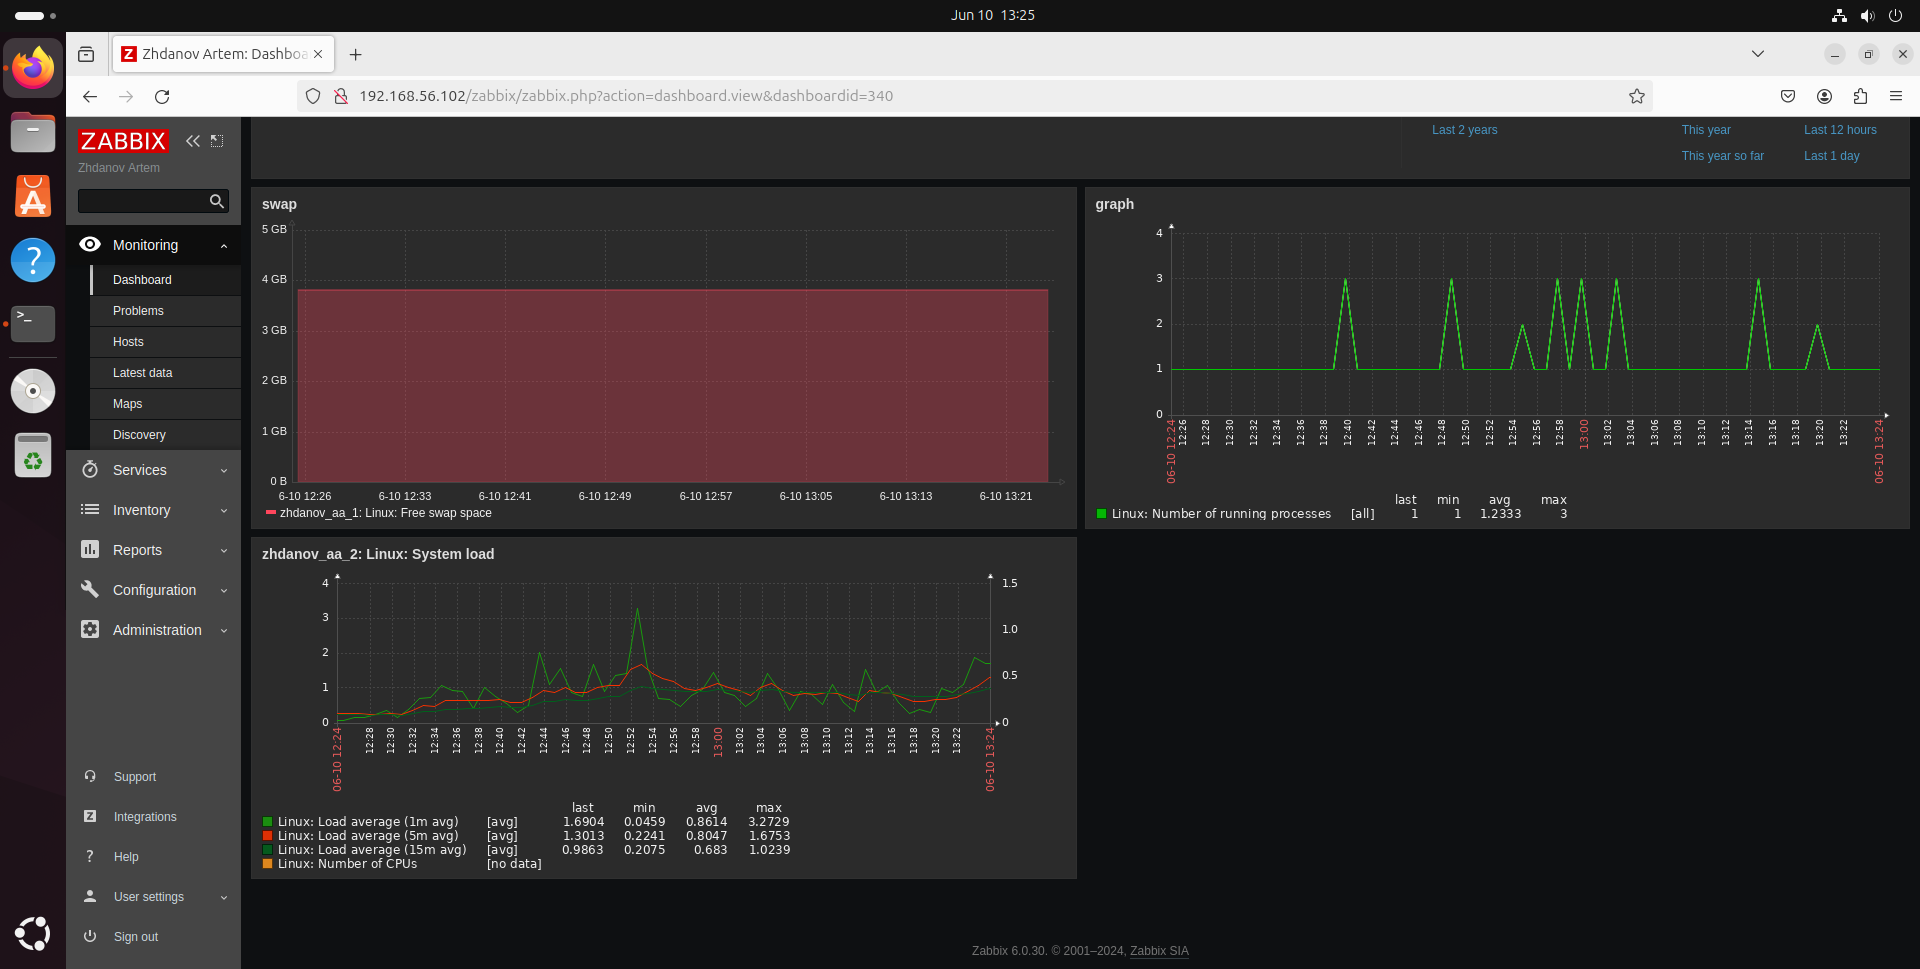 Jun 10 13:25
Zhdanov Artem: Dashboa
192.168.56.102/zabbix/zabbix.php?action=dashboard.view&dashboardid=340
ZABBIX
Zhdanov Artem
Monitoring
Dashboard
Problems
Hosts
Latest data
Maps
Discovery
Services
Inventory
Reports
Configuration
Administration
Support
Integrations
Help
User settings
Sign out
Last 2 years This year Last 12 hours
This year so far Last 1 day
swap
5 GB
4 GB
3 GB
2 GB
1 GB
0 B
6-10 12:26 6-10 12:33 6-10 12:41 6-10 12:49 6-10 12:57 6-10 13:05 6-10 13:13 6-10 13:21
zhdanov_aa_1: Linux: Free swap space
graph
4
3
2
1
0
06-10 12:24 12:26 12:28 12:30 12:32 12:34 12:36 12:38 12:40 12:42 12:44 12:46 12:48 12:50 12:52 12:54 12:56 12:58 13:00 13:02 13:04 13:06 13:08 13:10 13:12 13:14 13:16 13:18 13:20 13:22 06-10 13:24
last min avg max
Linux: Number of running processes [all] 1 1 1.2333 3
zhdanov_aa_2: Linux: System load
4 1.5
3
1.0
2
1 0.5
0 0
06-10 12:24 12:28 12:30 12:32 12:34 12:36 12:38 12:40 12:42 12:44 12:46 12:48 12:50 12:52 12:54 12:56 12:58 13:00 13:02 13:04 13:06 13:08 13:10 13:12 13:14 13:16 13:18 13:20 13:22 06-10 13:24
last min avg max
Linux: Load average (1m avg) [avg] 1.6904 0.0459 0.8614 3.2729
Linux: Load average (5m avg) [avg] 1.3013 0.2241 0.8047 1.6753
Linux: Load average (15m avg) [avg] 0.9863 0.2075 0.683 1.0239
Linux: Number of CPUs [no data]
Zabbix 6.0.30. © 2001–2024, Zabbix SIA